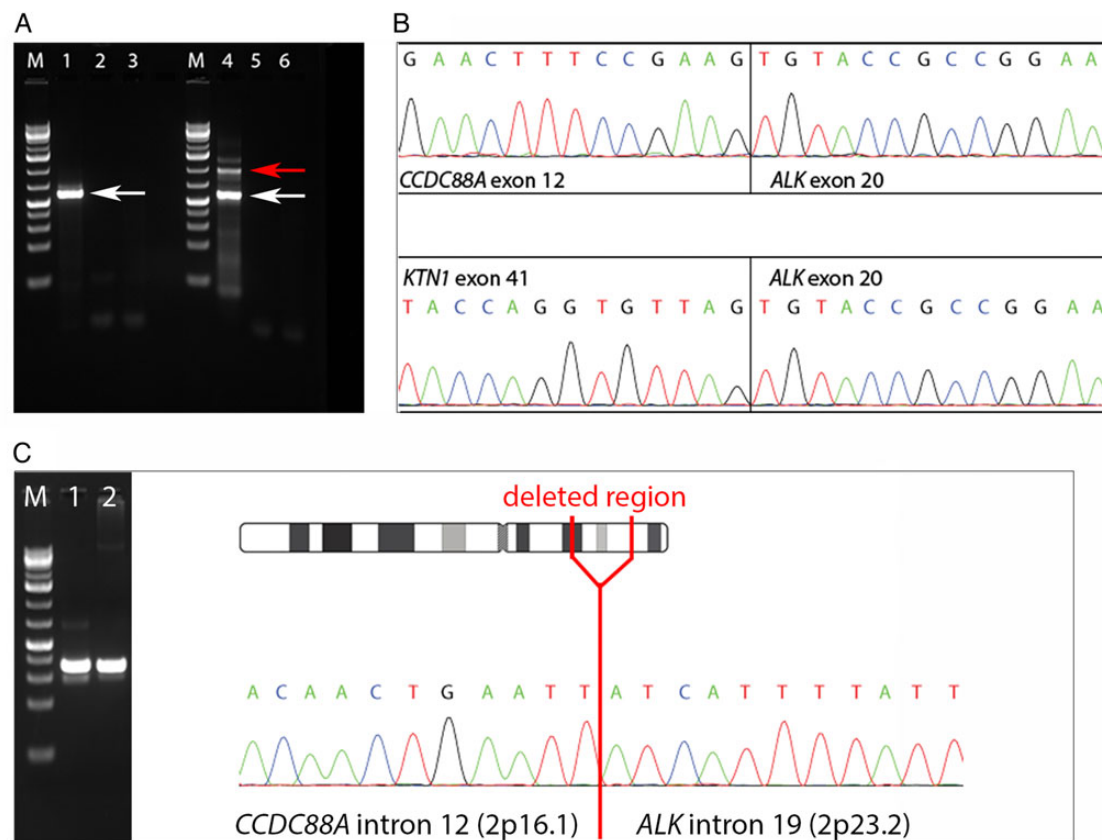 A
M 1 2 3 M 4 5 6
B
G A A C T T T C C G A A G T G T A C C G C C G G A A
CCDC88A exon 12 ALK exon 20
KTN1 exon 41 ALK exon 20
T A C C A G G T G T T A G T G T A C C G C C G G A A
C
M 1 2
deleted region
A C A A C T G A A T T A T C A T T T T A T T
CCDC88A intron 12 (2p16.1) ALK intron 19 (2p23.2)